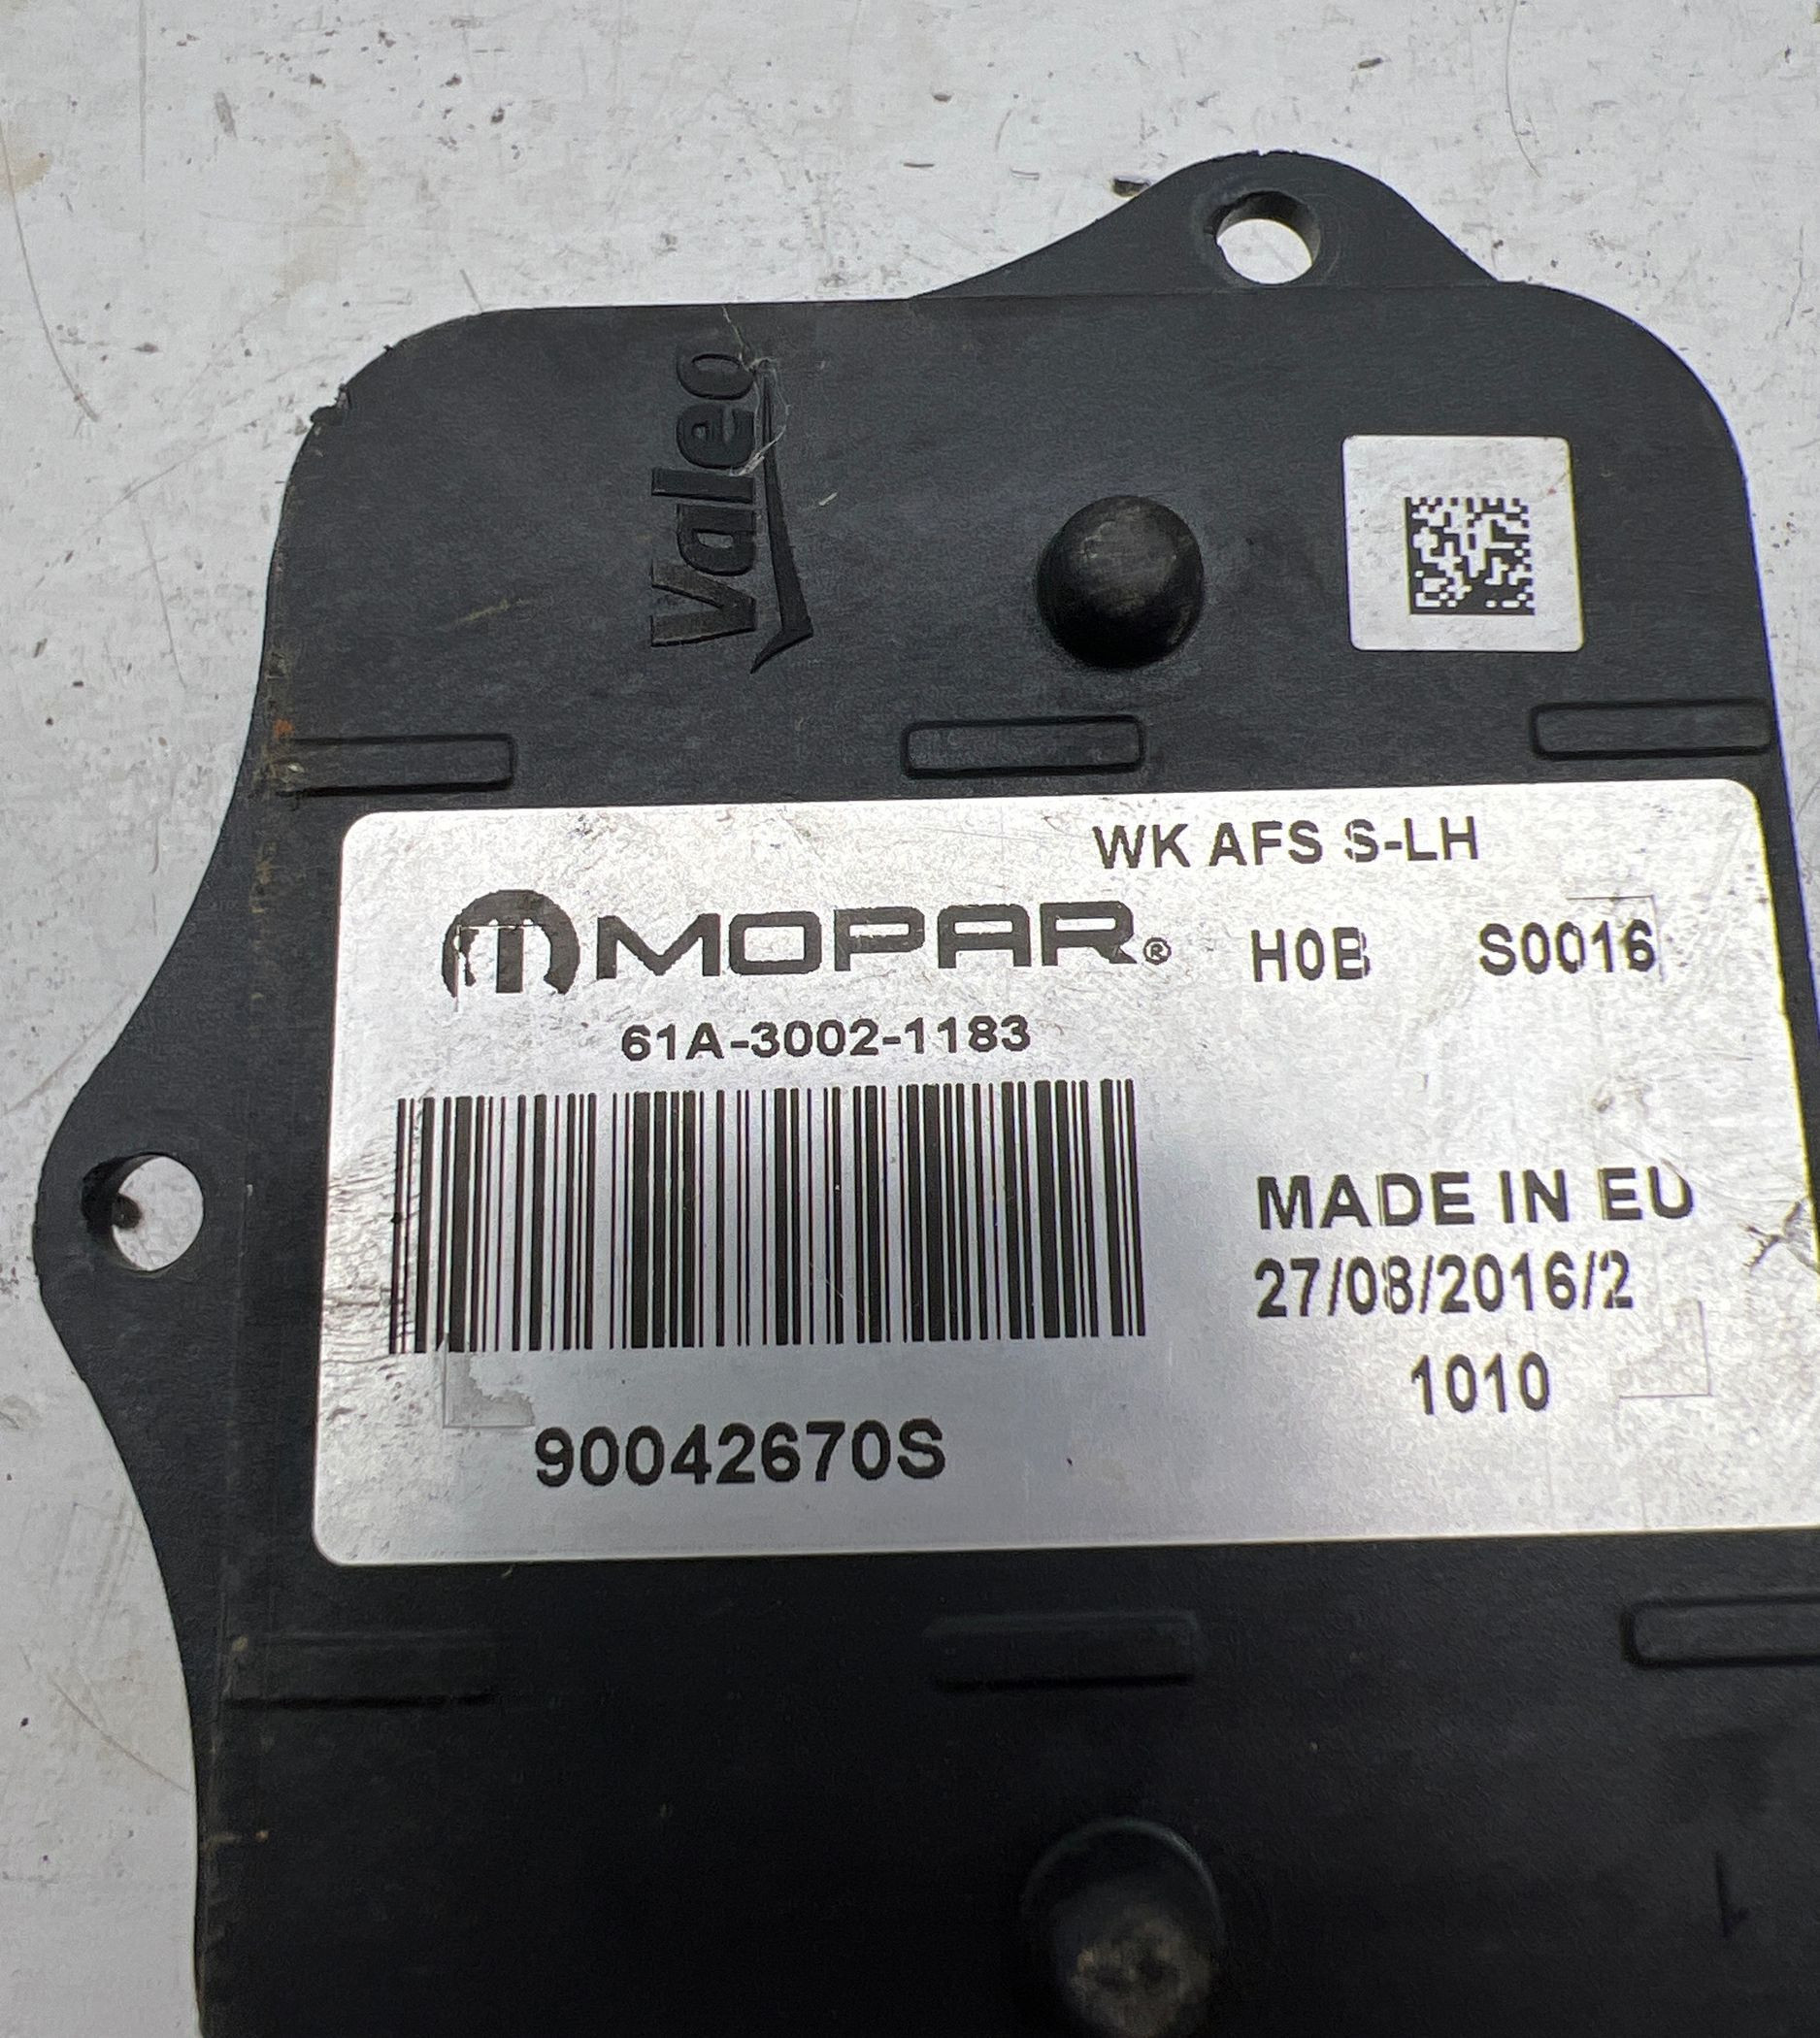 Valeo
WK AFS S-LH
MOPAR® H0B S0016
61A-3002-1183
MADE IN EU
27/08/2016/2
1010
90042670S